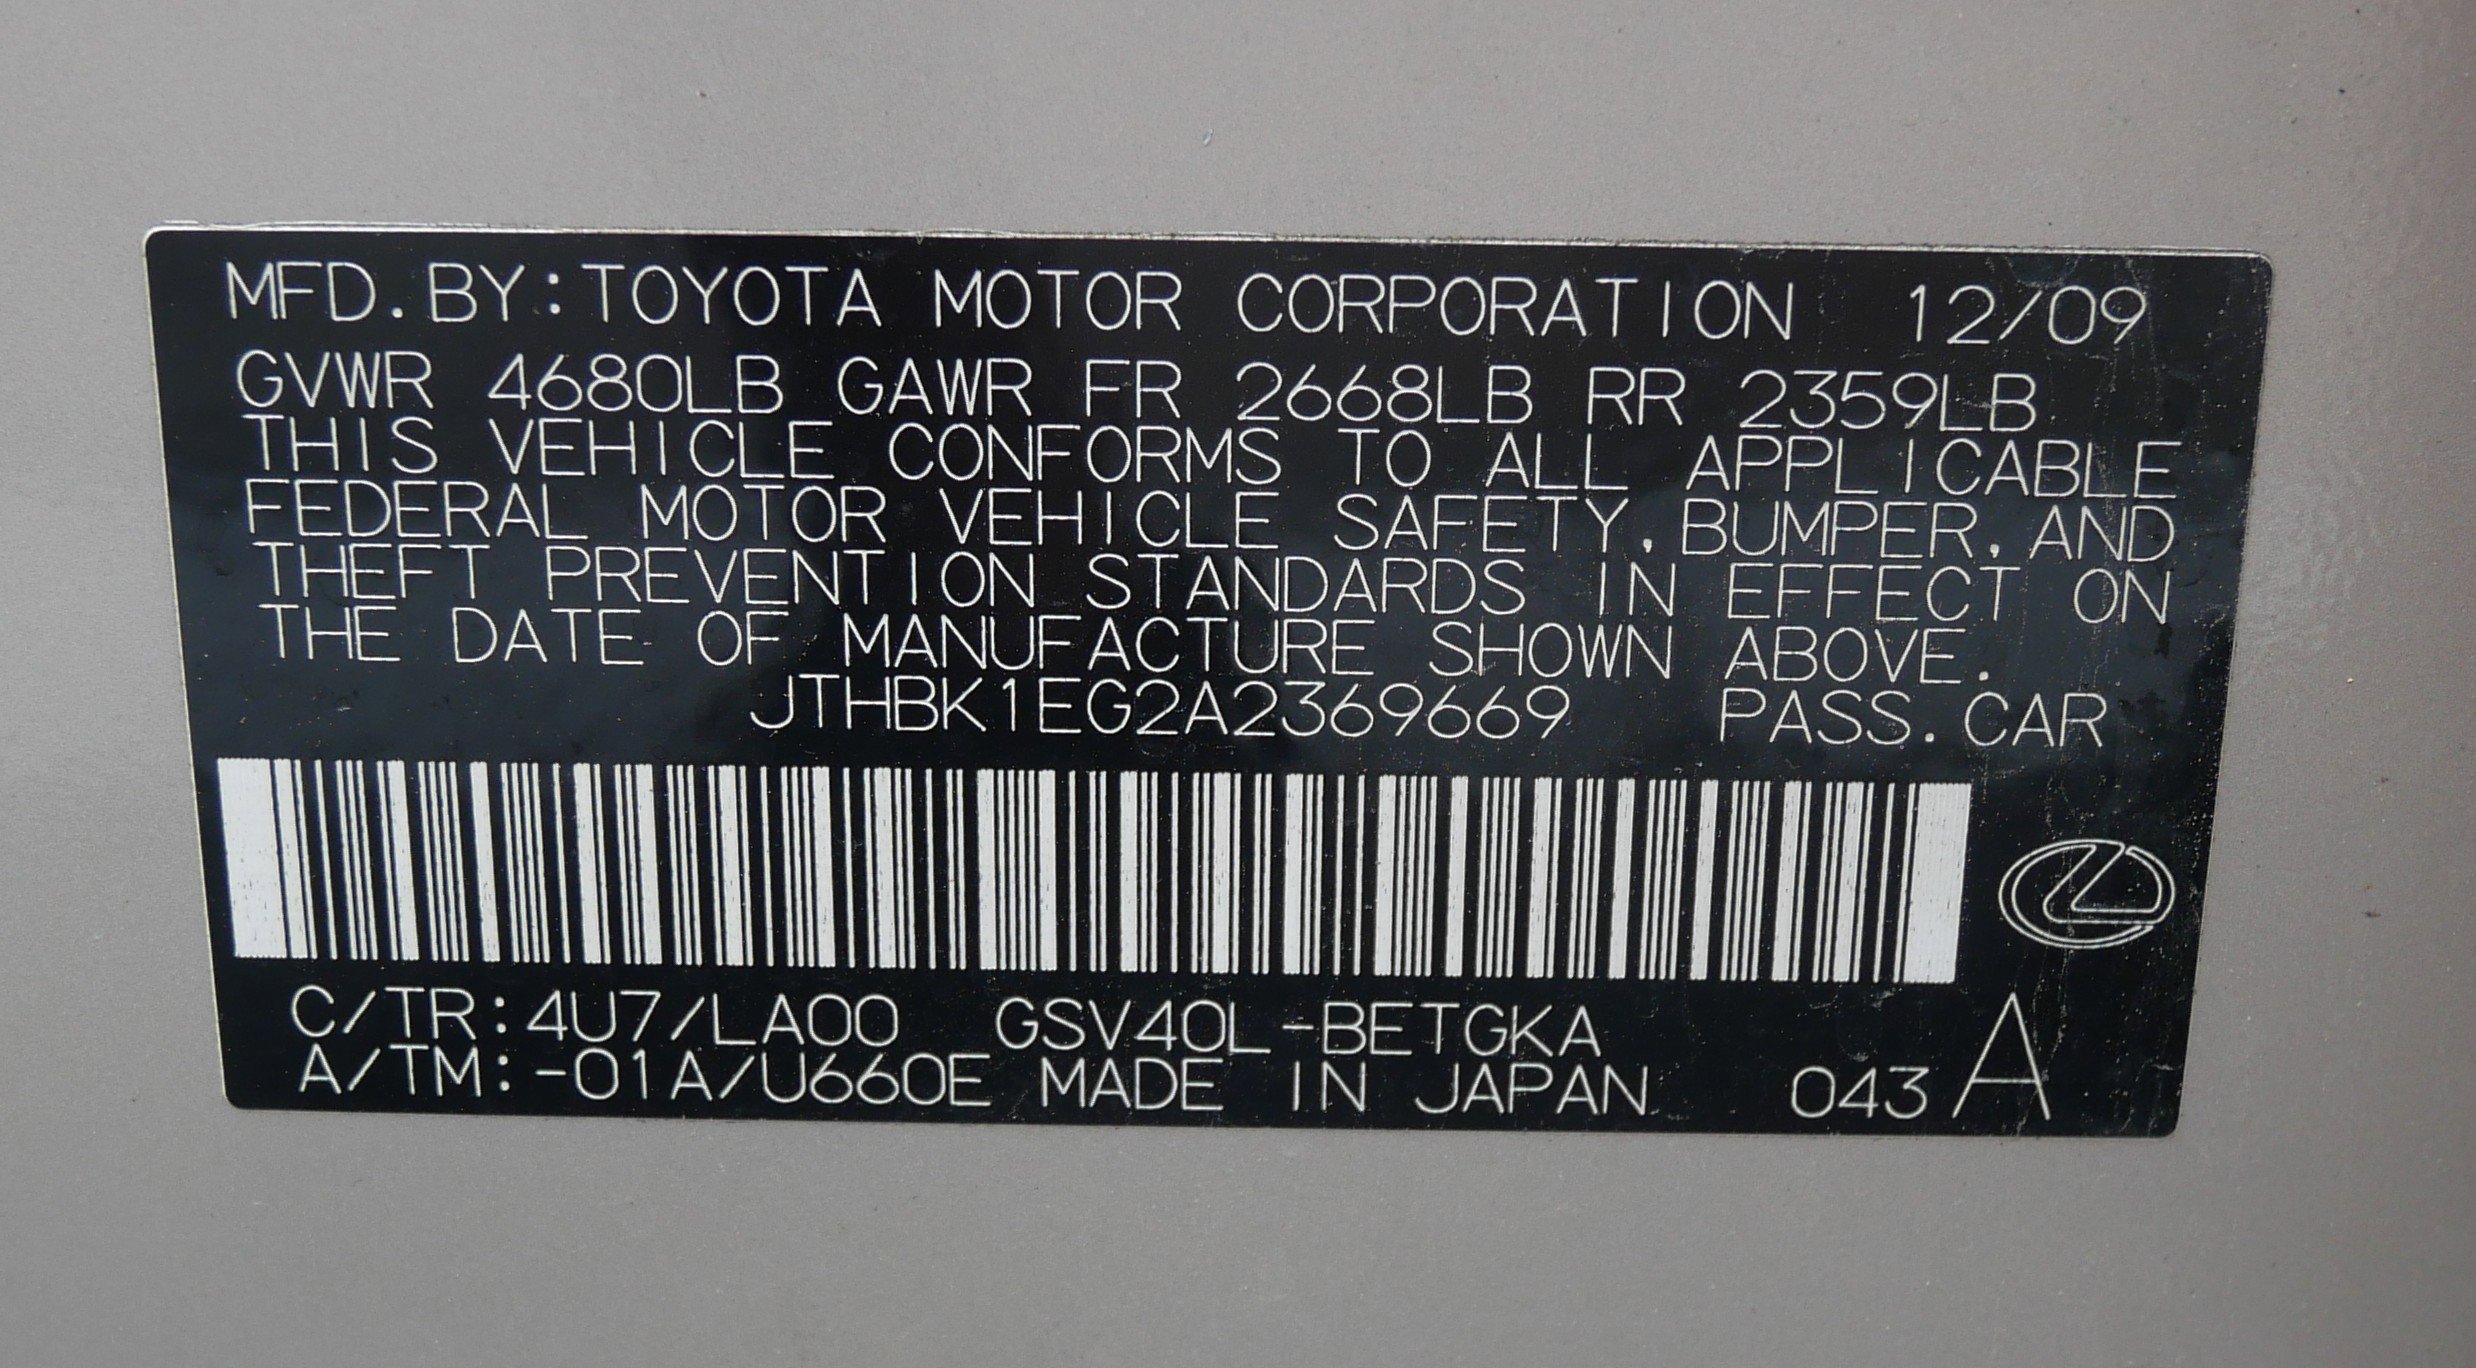 MFD. BY: TOYOTA MOTOR CORPORATION 12/09
GVWR 4680LB GAWR FR 2668LB RR 2359LB
THIS VEHICLE CONFORMS TO ALL APPLICABLE
FEDERAL MOTOR VEHICLE SAFETY, BUMPER, AND
THEFT PREVENTION STANDARDS IN EFFECT ON
THE DATE OF MANUFACTURE SHOWN ABOVE.
JTHBK1EG2A2369669 PASS. CAR
C/TR: 4U7/LA00 GSV40L-BETGKA
A/TM: -01A/U660E MADE IN JAPAN 043 A